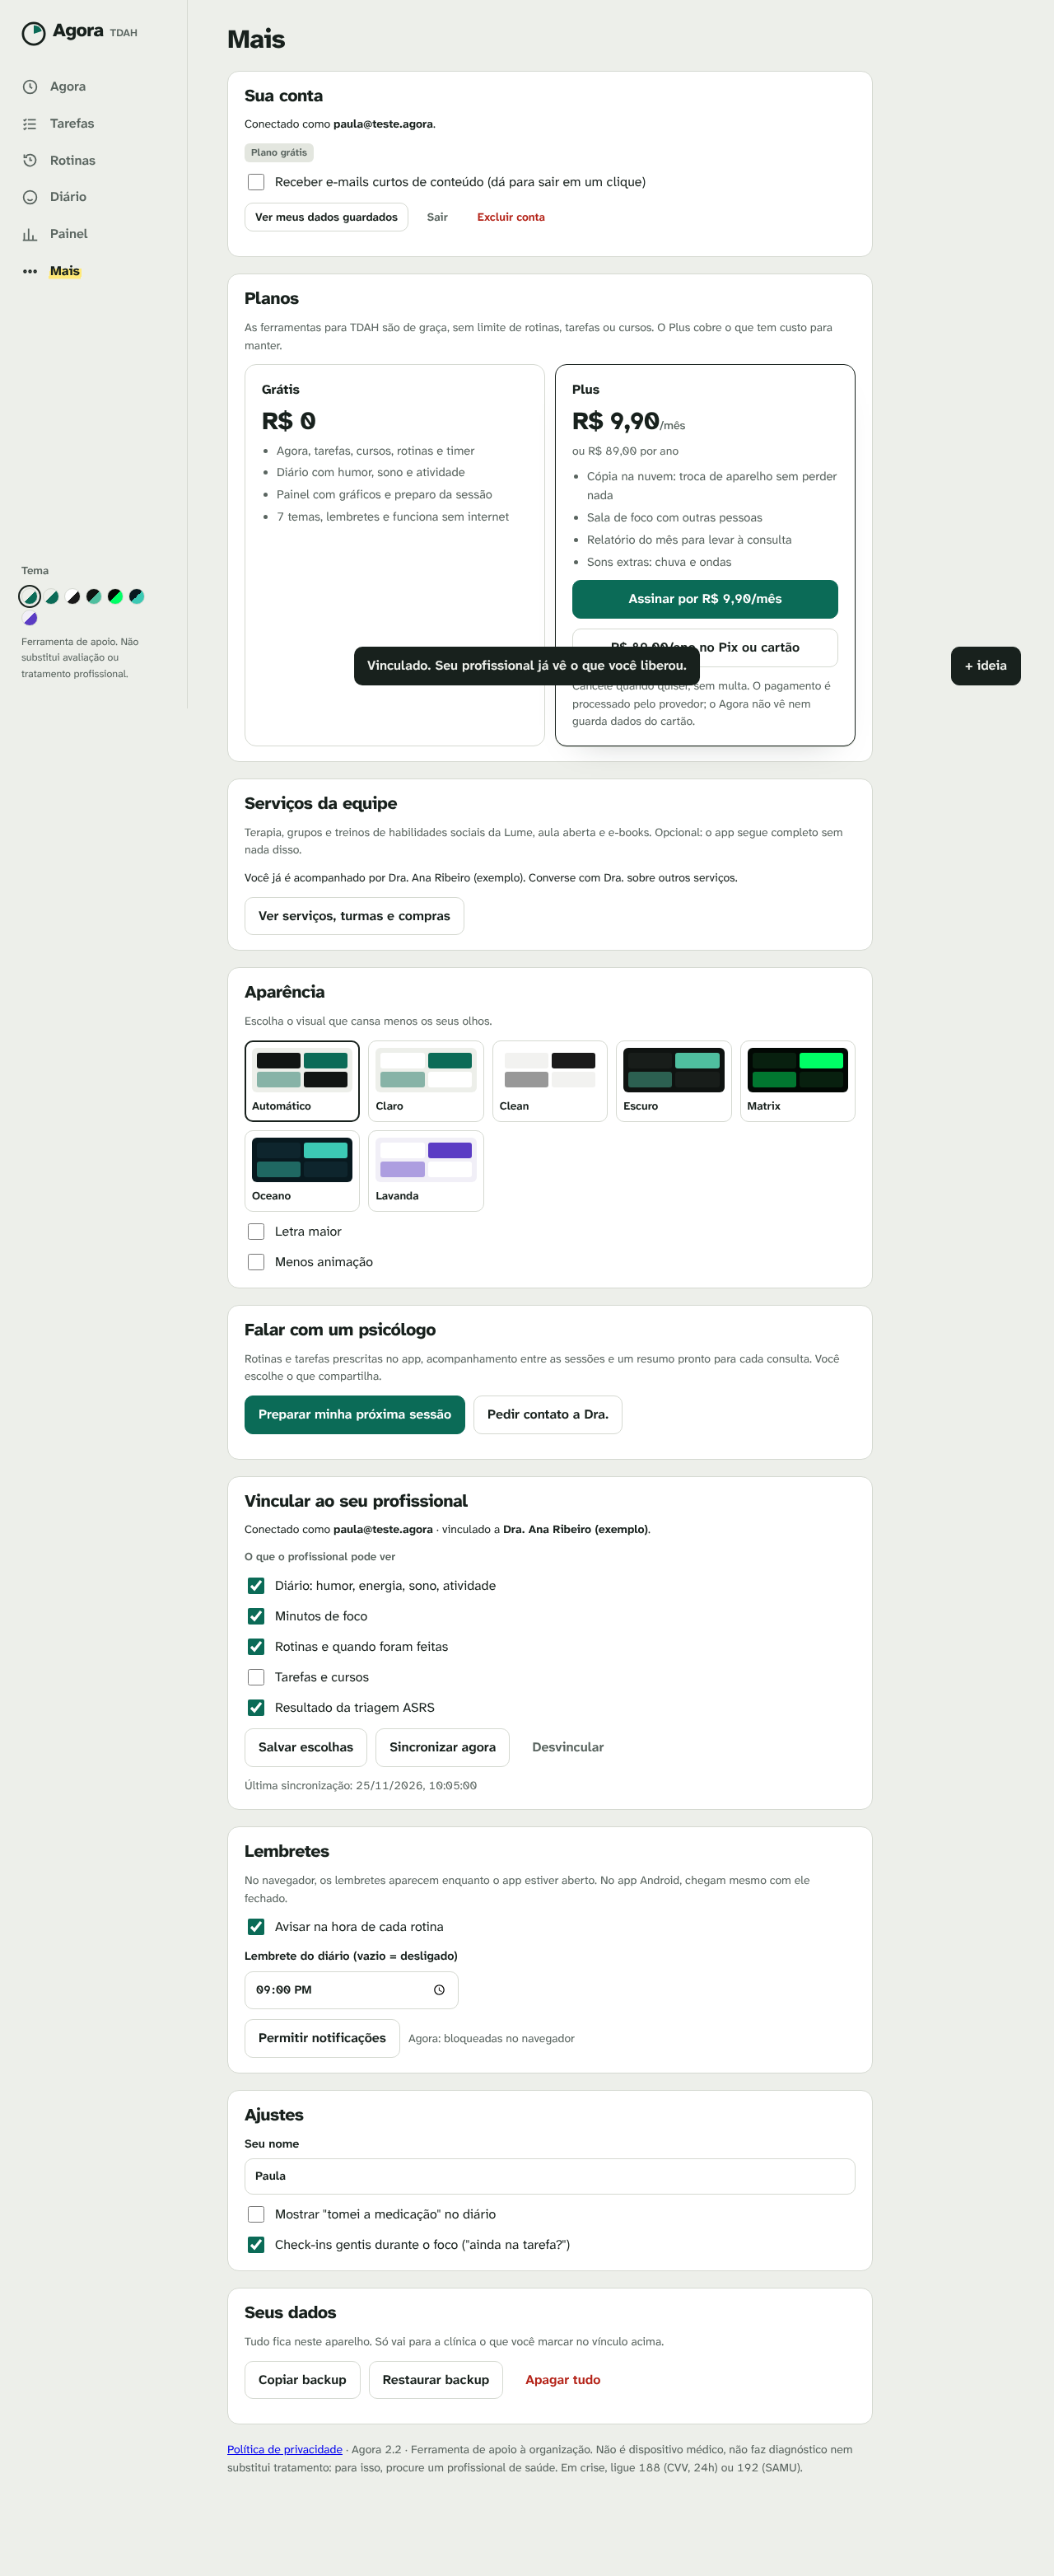 Agora TDAH
Agora
Tarefas
Rotinas
Diário
Painel
Mais
Tema
Ferramenta de apoio. Não
substitui avaliação ou
tratamento profissional.
Mais
Sua conta
Conectado como paula@teste.agora.
Plano grátis
Receber e-mails curtos de conteúdo (dá para sair em um clique)
Ver meus dados guardados
Sair
Excluir conta
Planos
As ferramentas para TDAH são de graça, sem limite de rotinas, tarefas ou cursos. O Plus cobre o que tem custo para
manter.
Grátis
R$ 0
• Agora, tarefas, cursos, rotinas e timer
• Diário com humor, sono e atividade
• Painel com gráficos e preparo da sessão
• 7 temas, lembretes e funciona sem internet
Plus
R$ 9,90/mês
ou R$ 89,00 por ano
• Cópia na nuvem: troca de aparelho sem perder
nada
• Sala de foco com outras pessoas
• Relatório do mês para levar à consulta
• Sons extras: chuva e ondas
Assinar por R$ 9,90/mês
R$ 89,00/ano no Pix ou cartão
Vinculado. Seu profissional já vê o que você liberou.
+ ideia
Cancele quando quiser, sem multa. O pagamento é
processado pelo provedor; o Agora não vê nem
guarda dados do cartão.
Serviços da equipe
Terapia, grupos e treinos de habilidades sociais da Lume, aula aberta e e-books. Opcional: o app segue completo sem
nada disso.
Você já é acompanhado por Dra. Ana Ribeiro (exemplo). Converse com Dra. sobre outros serviços.
Ver serviços, turmas e compras
Aparência
Escolha o visual que cansa menos os seus olhos.
Automático
Claro
Clean
Escuro
Matrix
Oceano
Lavanda
Letra maior
Menos animação
Falar com um psicólogo
Rotinas e tarefas prescritas no app, acompanhamento entre as sessões e um resumo pronto para cada consulta. Você
escolhe o que compartilha.
Preparar minha próxima sessão
Pedir contato a Dra.
Vincular ao seu profissional
Conectado como paula@teste.agora · vinculado a Dra. Ana Ribeiro (exemplo).
O que o profissional pode ver
Diário: humor, energia, sono, atividade
Minutos de foco
Rotinas e quando foram feitas
Tarefas e cursos
Resultado da triagem ASRS
Salvar escolhas
Sincronizar agora
Desvincular
Última sincronização: 25/11/2026, 10:05:00
Lembretes
No navegador, os lembretes aparecem enquanto o app estiver aberto. No app Android, chegam mesmo com ele
fechado.
Avisar na hora de cada rotina
Lembrete do diário (vazio = desligado)
09:00 PM
Permitir notificações
Agora: bloqueadas no navegador
Ajustes
Seu nome
Paula
Mostrar "tomei a medicação" no diário
Check-ins gentis durante o foco ("ainda na tarefa?")
Seus dados
Tudo fica neste aparelho. Só vai para a clínica o que você marcar no vínculo acima.
Copiar backup
Restaurar backup
Apagar tudo
Política de privacidade · Agora 2.2 · Ferramenta de apoio à organização. Não é dispositivo médico, não faz diagnóstico nem
substitui tratamento: para isso, procure um profissional de saúde. Em crise, ligue 188 (CVV, 24h) ou 192 (SAMU).